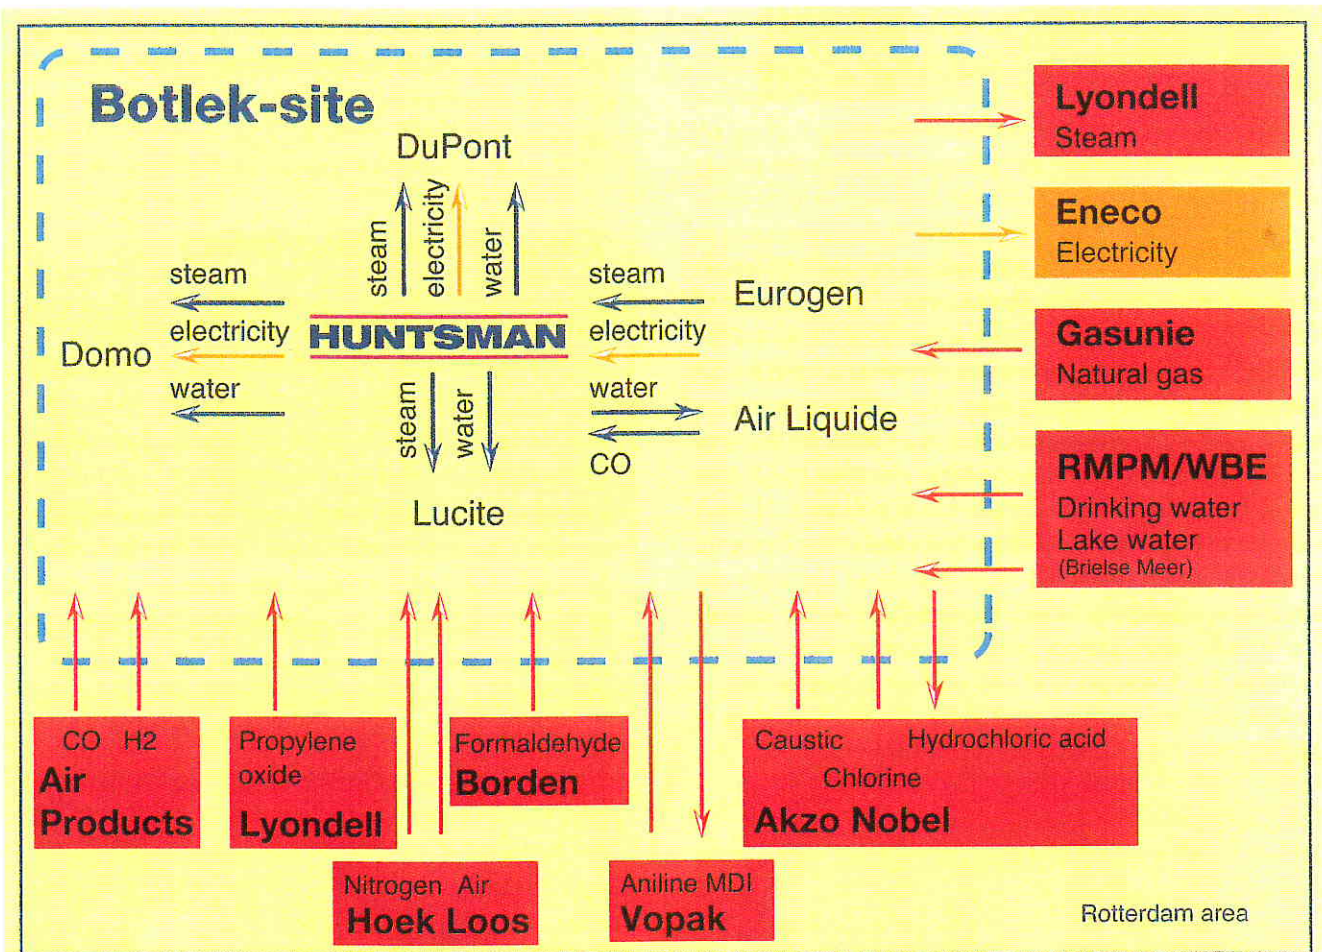 Botlek-site
DuPont
steam
electricity
water
steam
electricity
water
Domo
HUNTSMAN
steam
electricity
water
CO
Eurogen
Air Liquide
steam
water
Lucite
Lyondell
Steam
Eneco
Electricity
Gasunie
Natural gas
RMPM/WBE
Drinking water
Lake water
(Brielse Meer)
CO H2
Air
Products
Propylene
oxide
Lyondell
Nitrogen Air
Hoek Loos
Formaldehyde
Borden
Aniline MDI
Vopak
Caustic Hydrochloric acid
Chlorine
Akzo Nobel
Rotterdam area